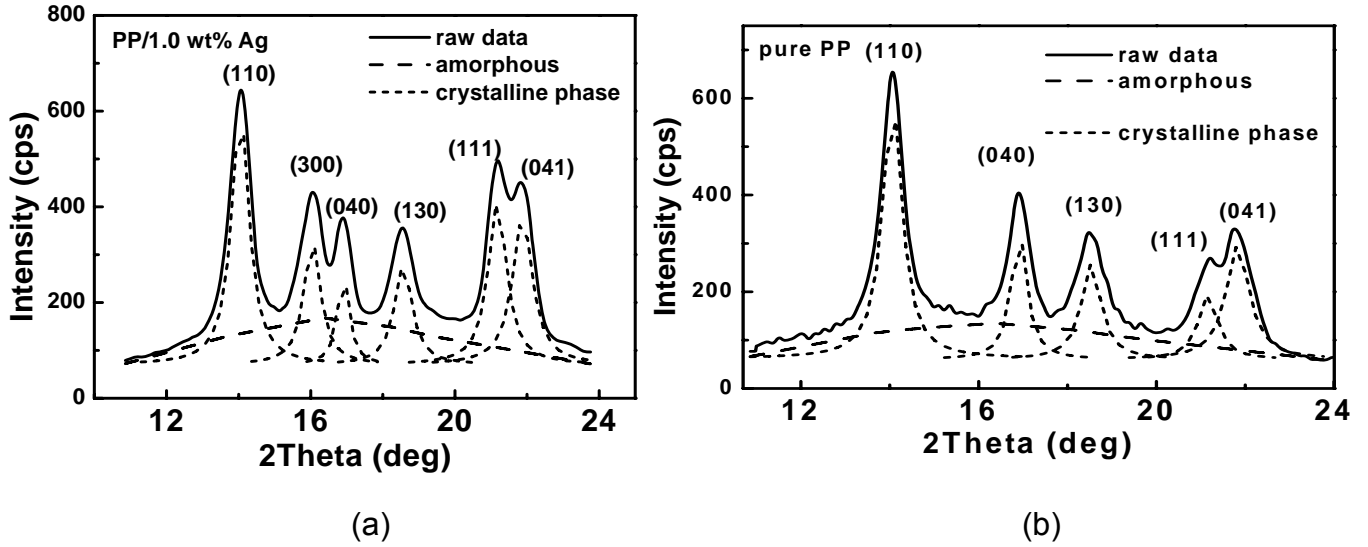 PP/1.0 wt% Ag
raw data
amorphous
crystalline phase
(110)
(300)
(040)
(130)
(111)
(041)
Intensity (cps)
800
600
400
200
0
12 16 20 24
2Theta (deg)
(a)
pure PP
(110)
raw data
amorphous
crystalline phase
(040)
(130)
(111)
(041)
Intensity (cps)
600
400
200
0
12 16 20 24
2Theta (deg)
(b)